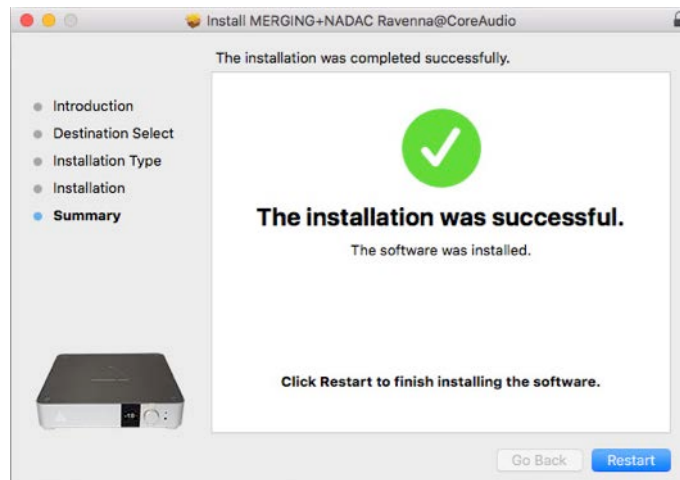 Install MERGING+NADAC Ravenna@CoreAudio
The installation was completed successfully.
Introduction
Destination Select
Installation Type
Installation
Summary
The installation was successful.
The software was installed.
Click Restart to finish installing the software.
-19
Go Back
Restart